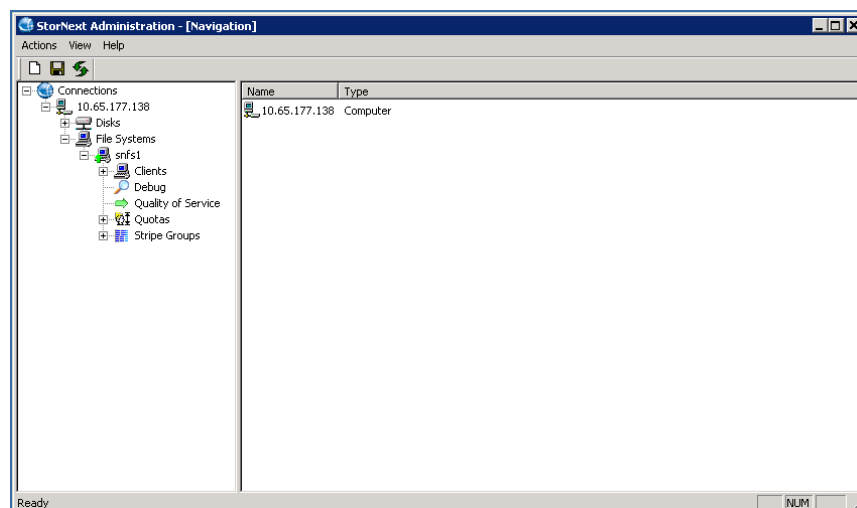 StorNext Administration - [Navigation]
Actions View Help
Connections
10.65.177.138
Disks
File Systems
snfs1
Clients
Debug
Quality of Service
Quotas
Stripe Groups
Name Type
10.65.177.138 Computer
Ready NUM